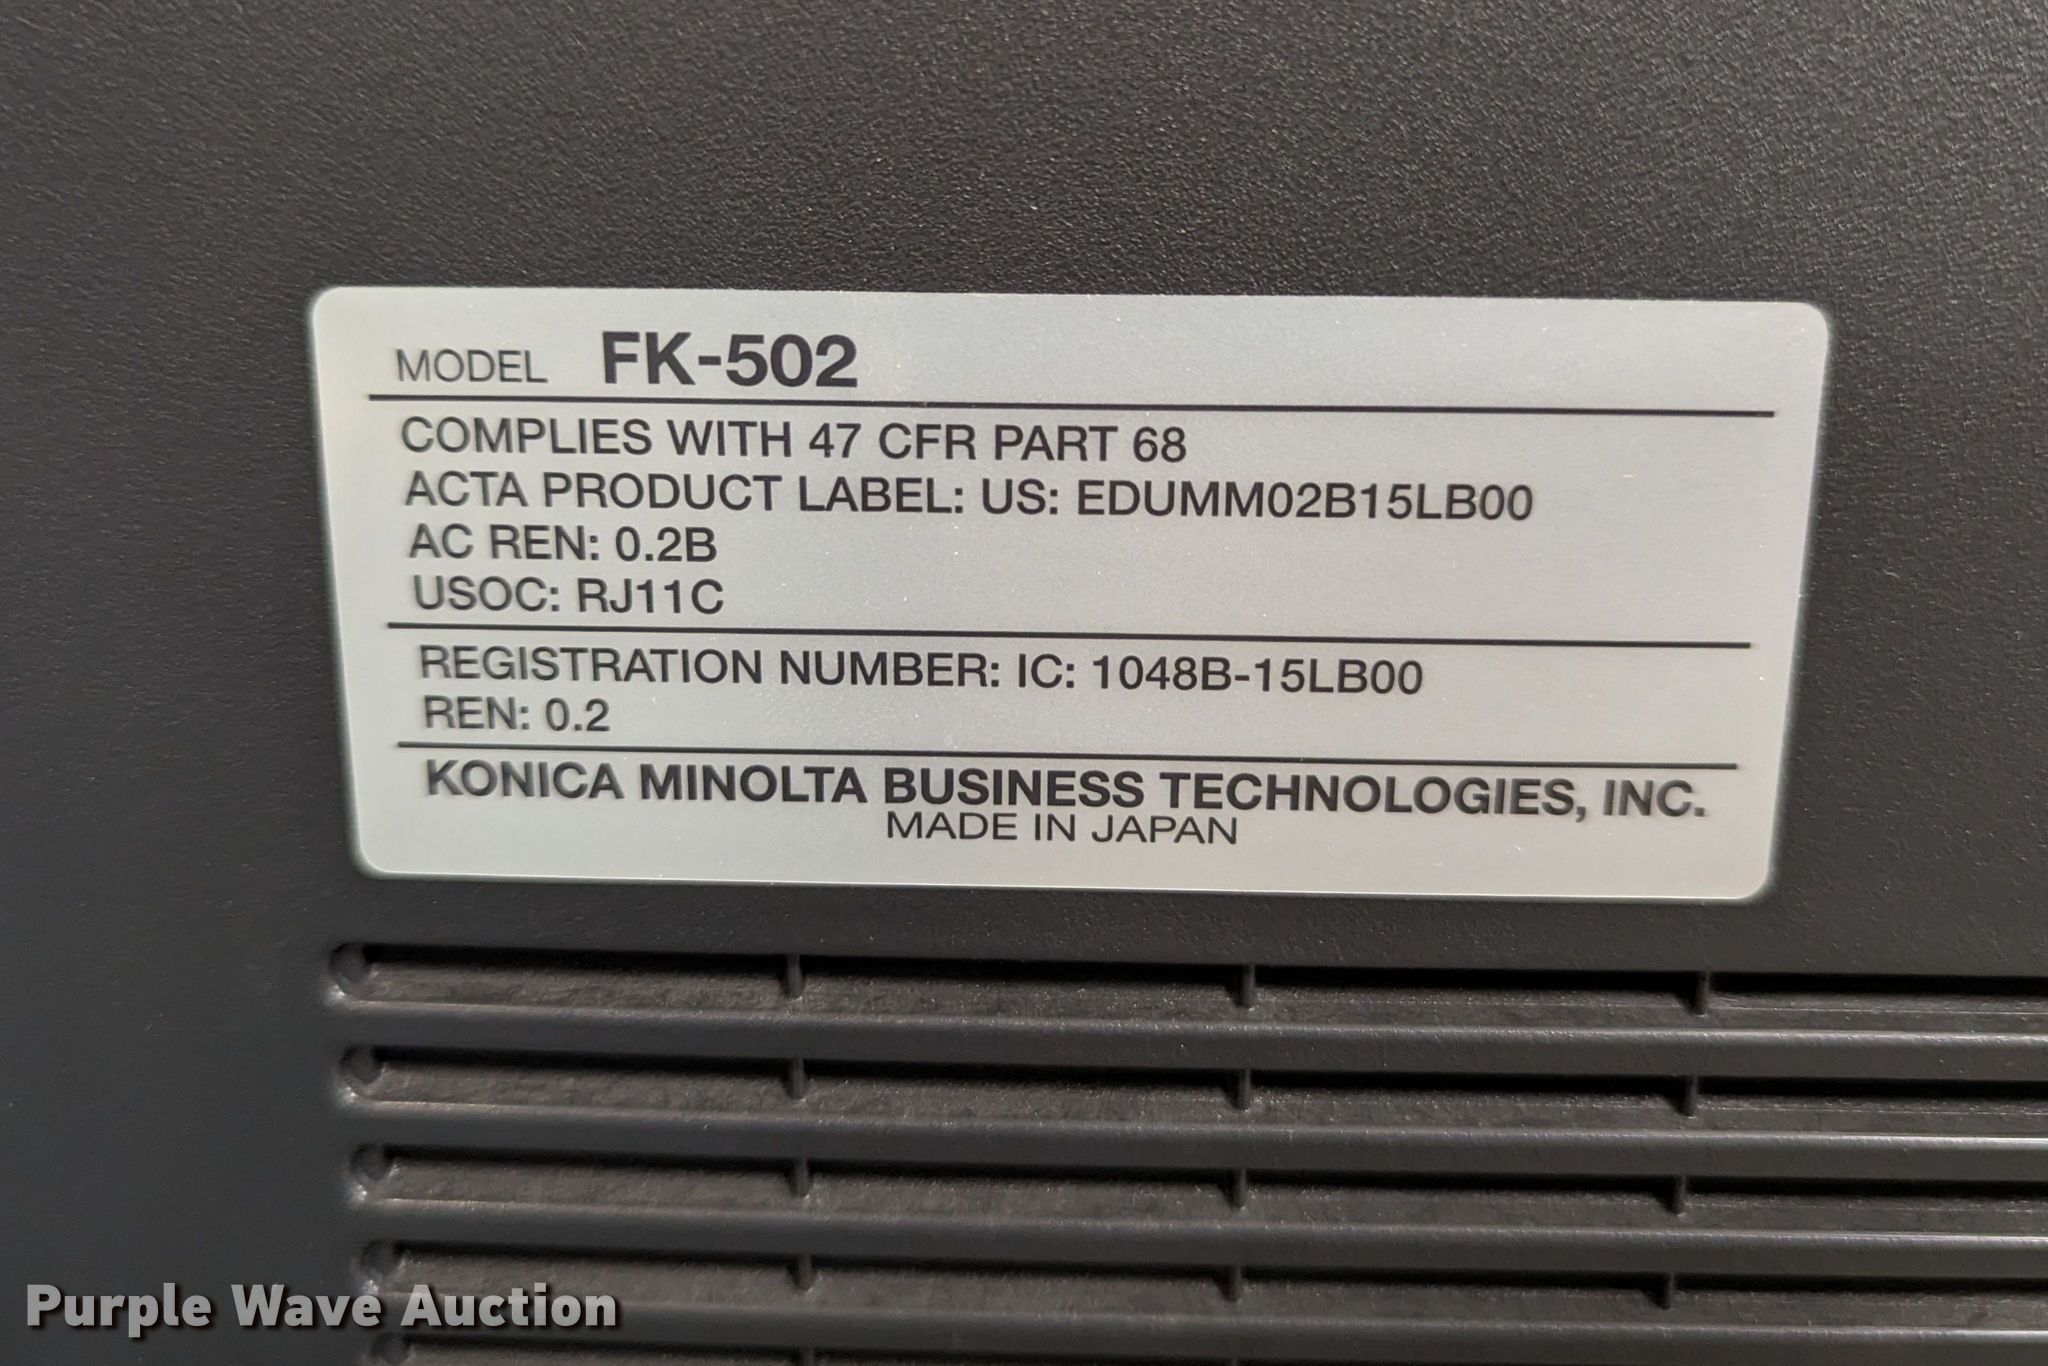 MODEL FK-502
COMPLIES WITH 47 CFR PART 68
ACTA PRODUCT LABEL: US: EDUMM02B15LB00
AC REN: 0.2B
USOC: RJ11C
REGISTRATION NUMBER: IC: 1048B-15LB00
REN: 0.2
KONICA MINOLTA BUSINESS TECHNOLOGIES, INC.
MADE IN JAPAN
Purple Wave Auction